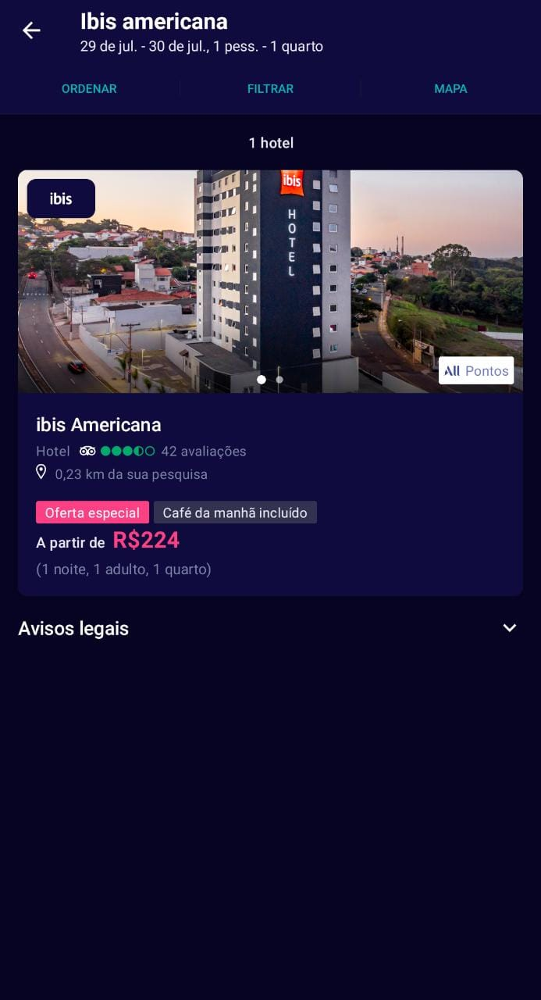 Ibis americana
29 de jul. - 30 de jul., 1 pess. - 1 quarto
ORDENAR
FILTRAR
MAPA
1 hotel
ibis
ibis
HOTEL
All Pontos
ibis Americana
Hotel 42 avaliações
0,23 km da sua pesquisa
Oferta especial Café da manhã incluído
A partir de R$224
(1 noite, 1 adulto, 1 quarto)
Avisos legais